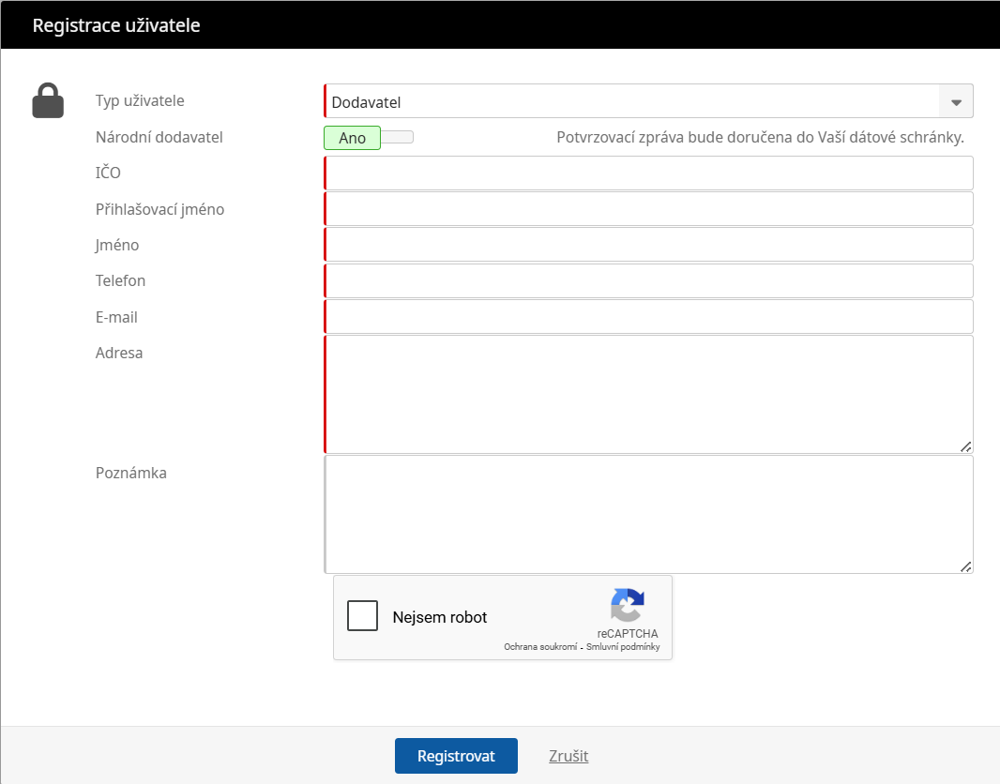 Registrace uživatele
Typ uživatele
Dodavatel
Národní dodavatel
Ano
Potvrzovací zpráva bude doručena do Vaší dátové schránky.
IČO
Přihlašovací jméno
Jméno
Telefon
E-mail
Adresa
Poznámka
Nejsem robot
reCAPTCHA
Ochrana soukromí - Smluvní podmínky
Registrovat
Zrušit